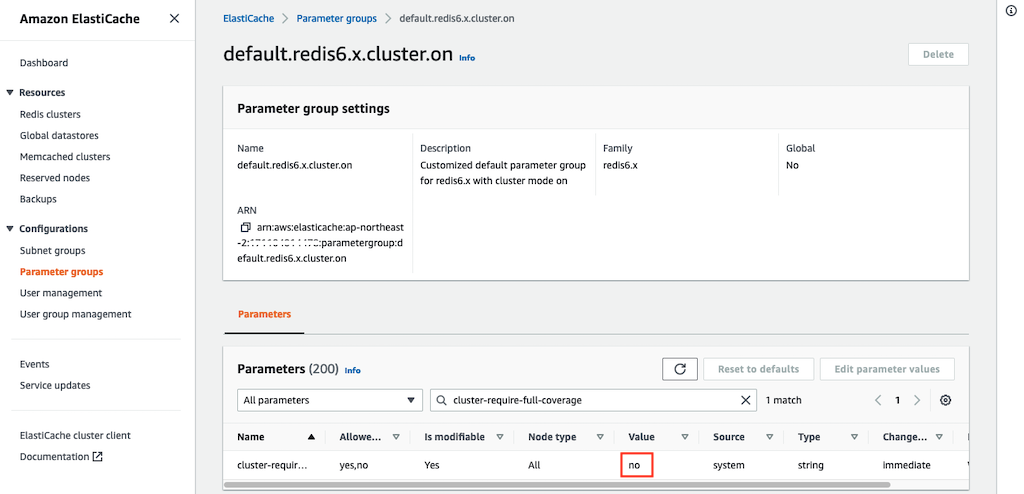 Amazon ElastiCache
Dashboard
Resources
Redis clusters
Global datastores
Memcached clusters
Reserved nodes
Backups
Configurations
Subnet groups
Parameter groups
User management
User group management
Events
Service updates
ElastiCache cluster client
Documentation
ElastiCache > Parameter groups > default.redis6.x.cluster.on
default.redis6.x.cluster.on Info
Delete
Parameter group settings
Name
default.redis6.x.cluster.on
Description
Customized default parameter group
for redis6.x with cluster mode on
Family
redis6.x
Global
No
ARN
arn:aws:elasticache:ap-northeast
-2: :parametergroup:d
efault.redis6.x.cluster.on
Parameters
Parameters (200) Info
Reset to defaults
Edit parameter values
All parameters
cluster-require-full-coverage
1 match
1
Name Allowe... Is modifiable Node type Value Source Type Change...
cluster-requir... yes,no Yes All no system string immediate